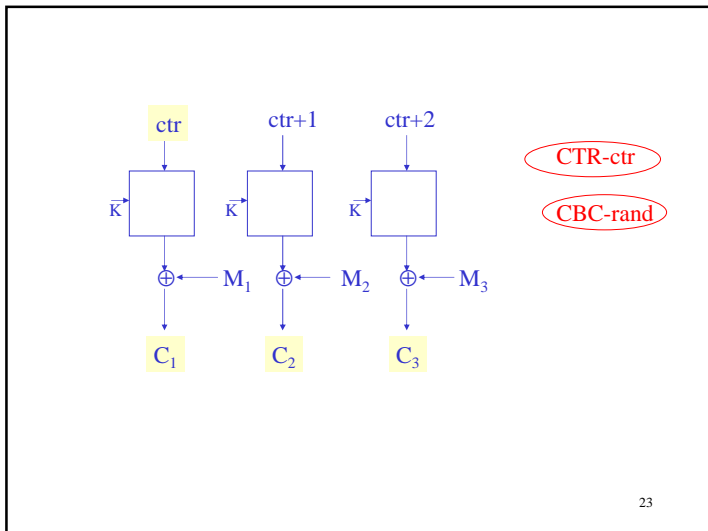 ctr ctr+1 ctr+2
CTR-ctr
CBC-rand
K K K
⊕ M₁ ⊕ M₂ ⊕ M₃
C₁ C₂ C₃
23